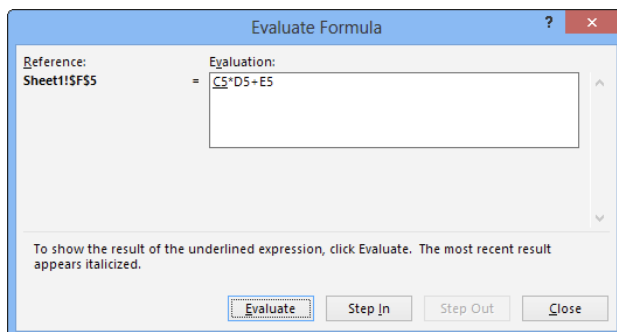 Evaluate Formula
?
×
Reference:
Evaluation:
Sheet1!$F$5
=
C5*D5+E5
To show the result of the underlined expression, click Evaluate. The most recent result
appears italicized.
Evaluate
Step In
Step Out
Close